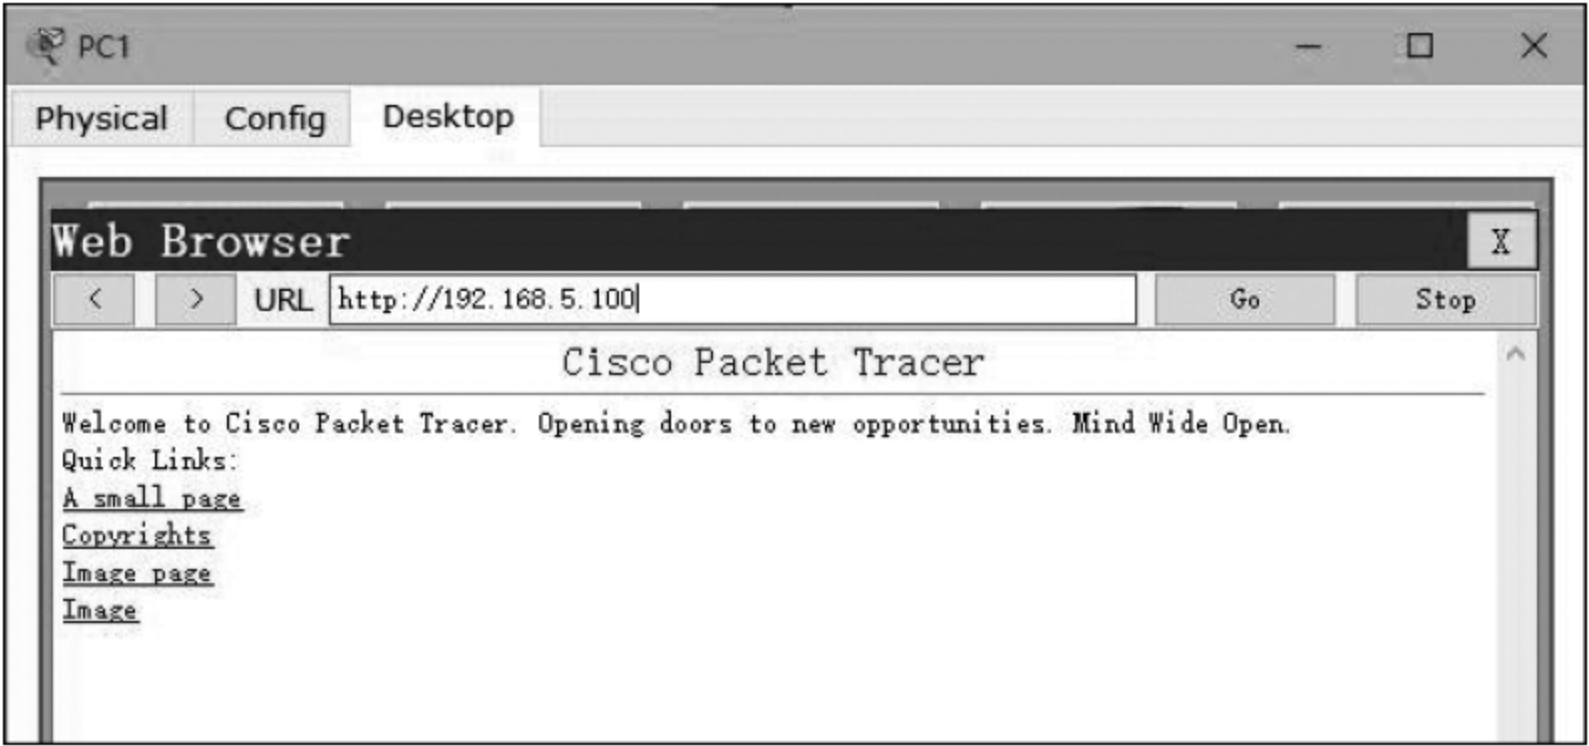 PC1
Physical Config Desktop
Web Browser X
< > URL http://192.168.5.100 Go Stop
Cisco Packet Tracer
Welcome to Cisco Packet Tracer. Opening doors to new opportunities. Mind Wide Open.
Quick Links:
A small page
Copyrights
Image page
Image